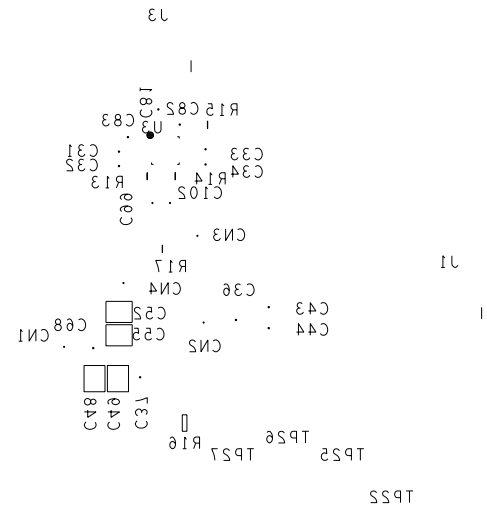 J3
C81
C82
R15
C83
U3
C31
C32
C33
C34
R13
R14
C102
C99
CN3
R17
J1
CN4
C36
C52
C43
C68
C44
CN1
C55
CN2
C48
C49
C37
R16
TP26
TP27
TP25
TP22